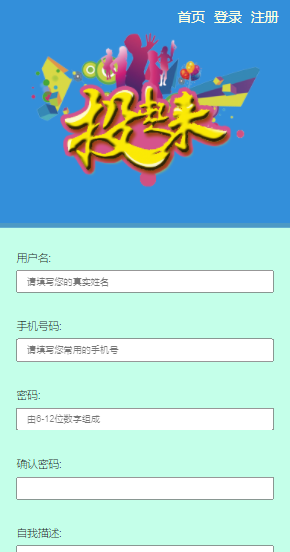 首页 登录 注册
投起来
用户名:
请填写您的真实姓名
手机号码:
请填写您常用的手机号
密码:
由6-12位数字组成
确认密码:
自我描述: